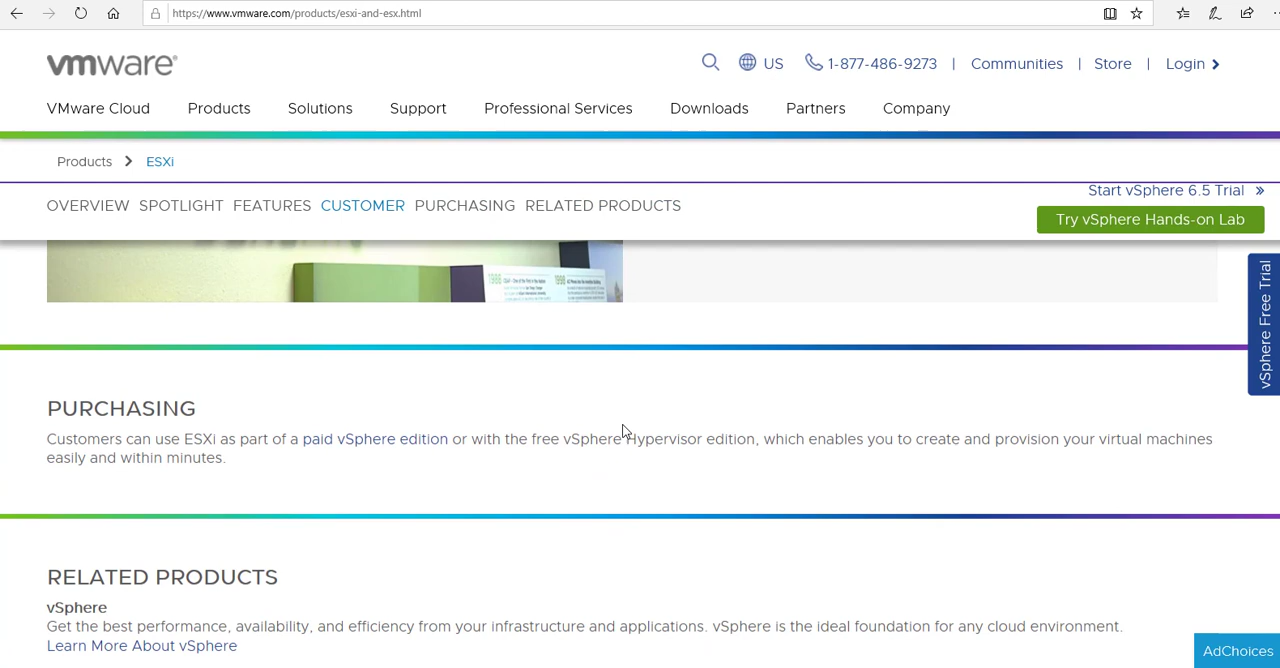 https://www.vmware.com/products/esxi-and-esx.html
vmware
US
1-877-486-9273 | Communities | Store | Login
VMware Cloud Products Solutions Support Professional Services Downloads Partners Company
Products > ESXi
Start vSphere 6.5 Trial »
OVERVIEW SPOTLIGHT FEATURES CUSTOMER PURCHASING RELATED PRODUCTS
Try vSphere Hands-on Lab
1988
1998
vSphere Free Trial
PURCHASING
Customers can use ESXi as part of a paid vSphere edition or with the free vSphere Hypervisor edition, which enables you to create and provision your virtual machines
easily and within minutes.
RELATED PRODUCTS
vSphere
Get the best performance, availability, and efficiency from your infrastructure and applications. vSphere is the ideal foundation for any cloud environment.
Learn More About vSphere
AdChoices